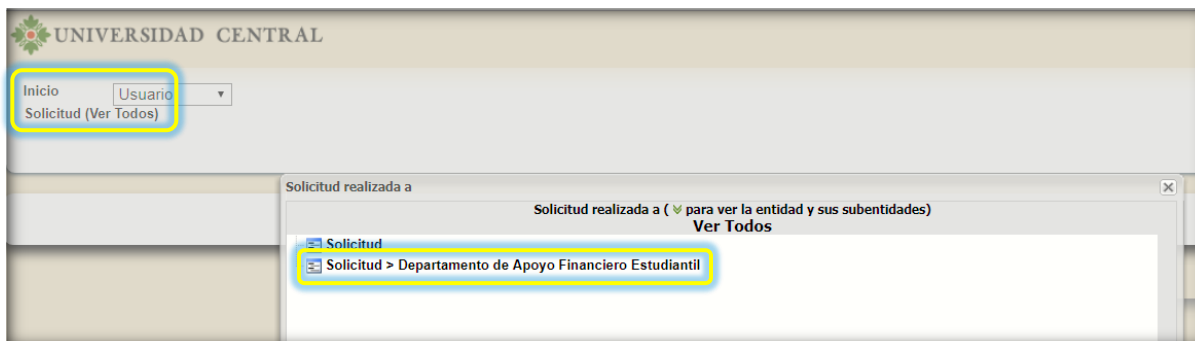 UNIVERSIDAD CENTRAL
Inicio Usuario
Solicitud (Ver Todos)
Solicitud realizada a
Solicitud realizada a ( para ver la entidad y sus subentidades)
Ver Todos
Solicitud
Solicitud > Departamento de Apoyo Financiero Estudiantil